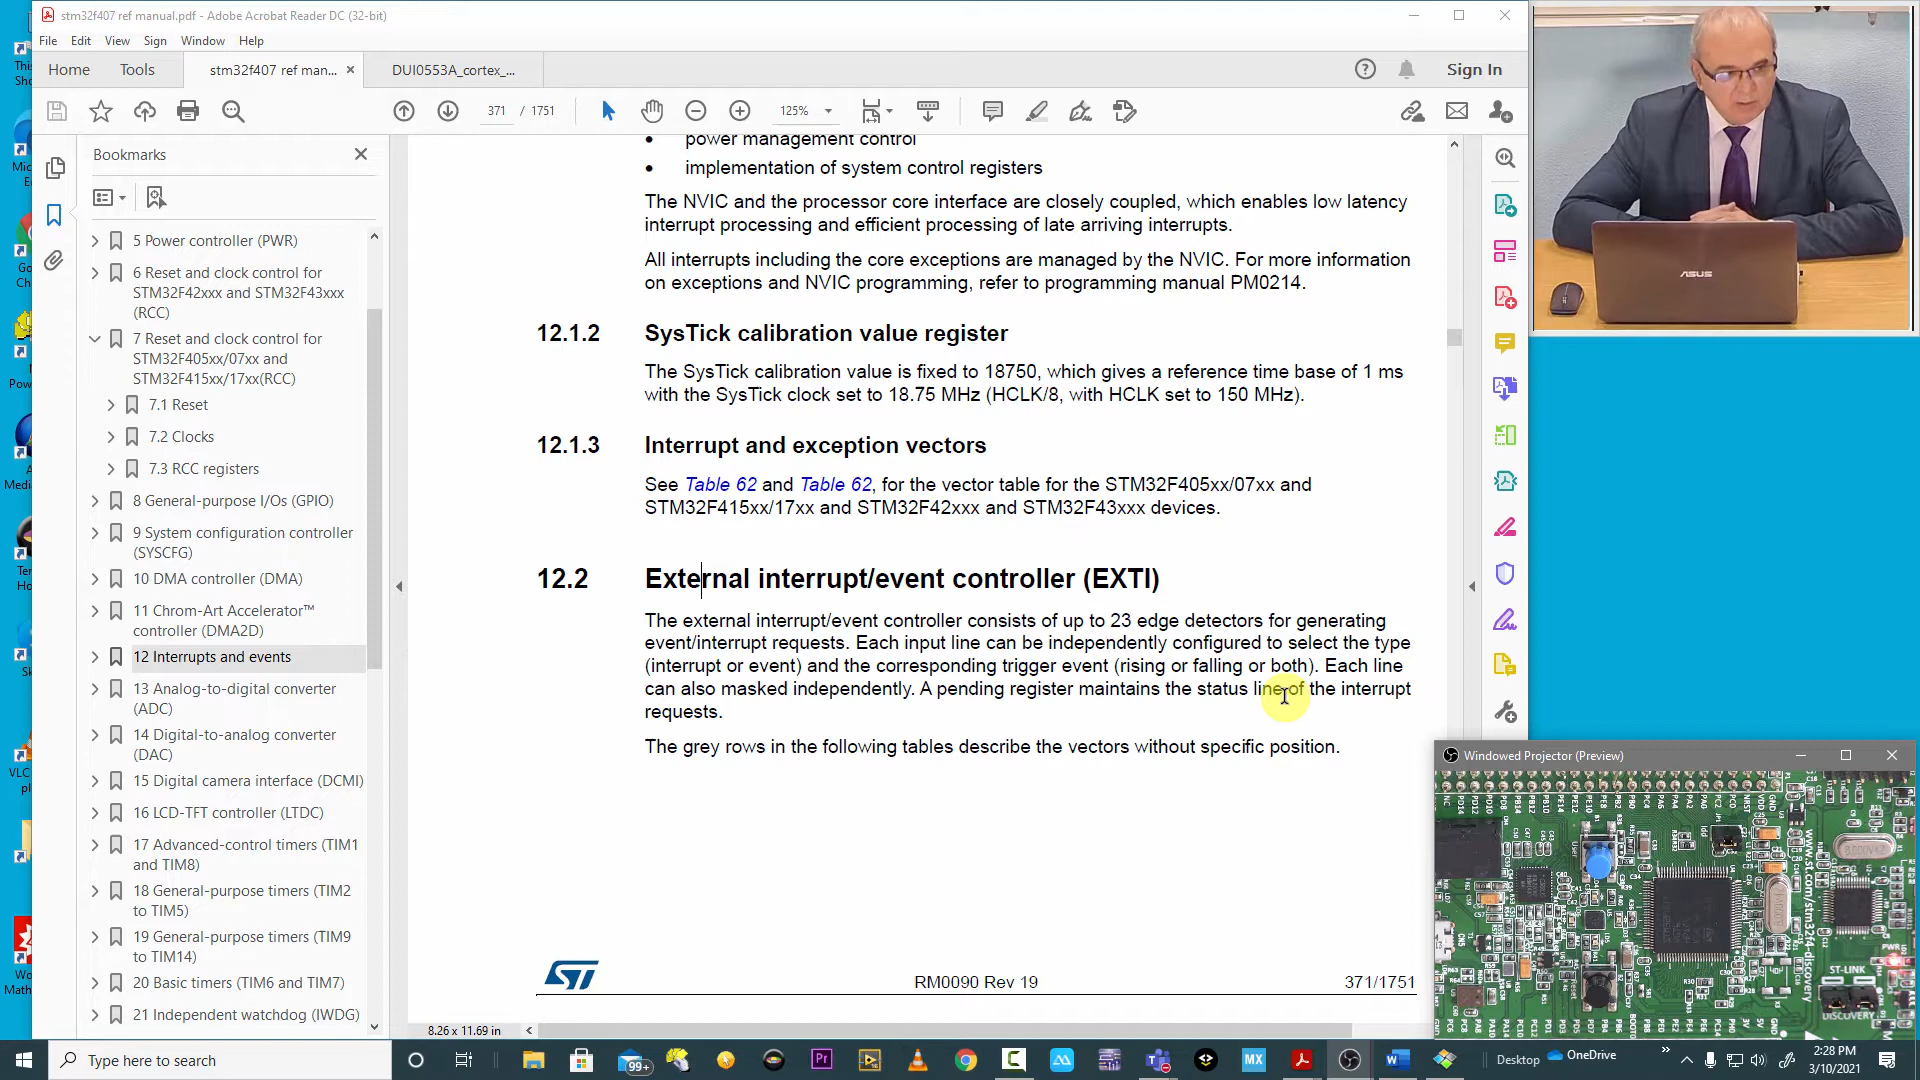 stm32f407 ref manual.pdf - Adobe Acrobat Reader DC (32-bit)
File Edit View Sign Window Help
Home Tools stm32f407 ref man... × DUI0553A_cortex_... Sign In
371 / 1751 125%
Bookmarks
5 Power controller (PWR)
6 Reset and clock control for
STM32F42xxx and STM32F43xxx
(RCC)
7 Reset and clock control for
STM32F405xx/07xx and
STM32F415xx/17xx(RCC)
7.1 Reset
7.2 Clocks
7.3 RCC registers
8 General-purpose I/Os (GPIO)
9 System configuration controller
(SYSCFG)
10 DMA controller (DMA)
11 Chrom-Art Accelerator™
controller (DMA2D)
12 Interrupts and events
13 Analog-to-digital converter
(ADC)
14 Digital-to-analog converter
(DAC)
15 Digital camera interface (DCMI)
16 LCD-TFT controller (LTDC)
17 Advanced-control timers (TIM1
and TIM8)
18 General-purpose timers (TIM2
to TIM5)
19 General-purpose timers (TIM9
to TIM14)
20 Basic timers (TIM6 and TIM7)
21 Independent watchdog (IWDG)
• power management control
• implementation of system control registers
The NVIC and the processor core interface are closely coupled, which enables low latency
interrupt processing and efficient processing of late arriving interrupts.
All interrupts including the core exceptions are managed by the NVIC. For more information
on exceptions and NVIC programming, refer to programming manual PM0214.
12.1.2 SysTick calibration value register
The SysTick calibration value is fixed to 18750, which gives a reference time base of 1 ms
with the SysTick clock set to 18.75 MHz (HCLK/8, with HCLK set to 150 MHz).
12.1.3 Interrupt and exception vectors
See Table 62 and Table 62, for the vector table for the STM32F405xx/07xx and
STM32F415xx/17xx and STM32F42xxx and STM32F43xxx devices.
12.2 External interrupt/event controller (EXTI)
The external interrupt/event controller consists of up to 23 edge detectors for generating
event/interrupt requests. Each input line can be independently configured to select the type
(interrupt or event) and the corresponding trigger event (rising or falling or both). Each line
can also masked independently. A pending register maintains the status line of the interrupt
requests.
The grey rows in the following tables describe the vectors without specific position.
ST
RM0090 Rev 19 371/1751
8.26 x 11.69 in
ASUS
Windowed Projector (Preview)
www.st.com/stm32f4-discovery
ST-LINK
DISCOVERY
Type here to search
99+
Pr
MX
Desktop
OneDrive
2:28 PM
3/10/2021